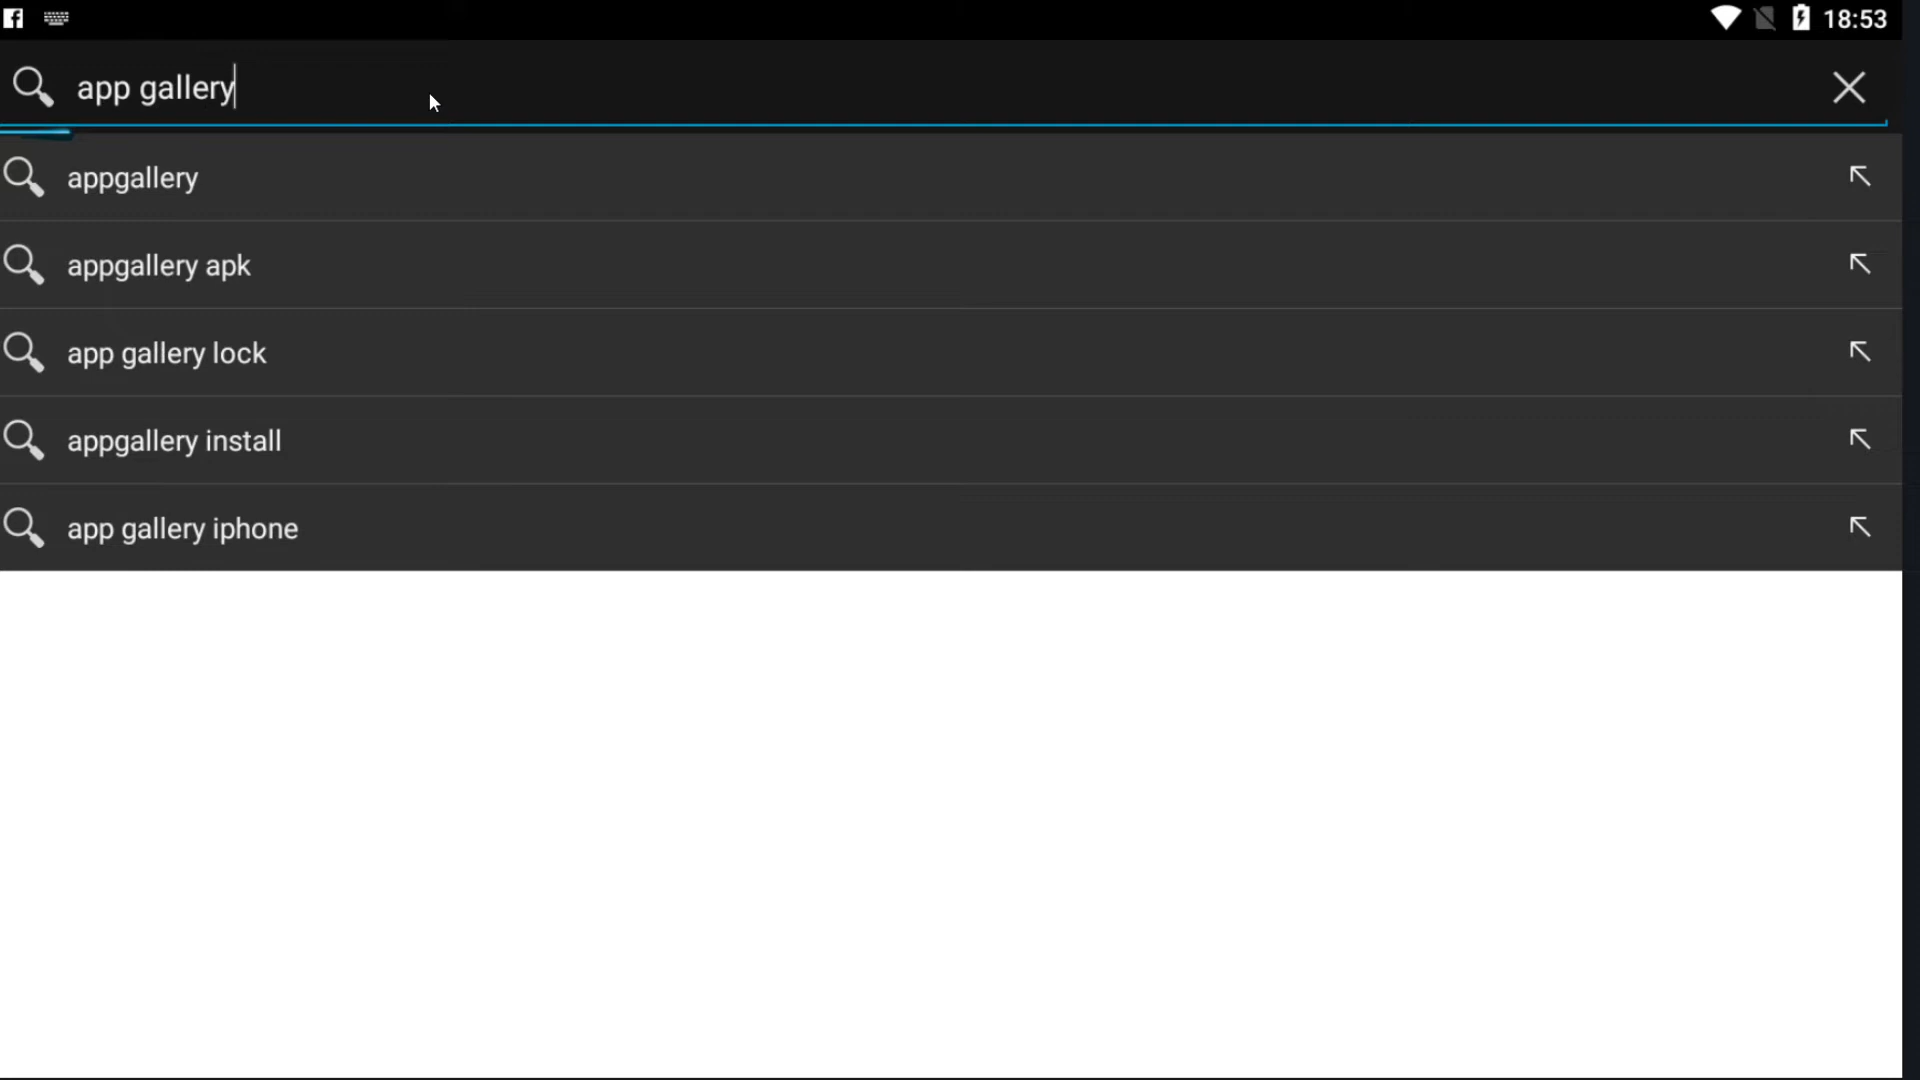 18:53
app gallery
appgallery
appgallery apk
app gallery lock
appgallery install
app gallery iphone